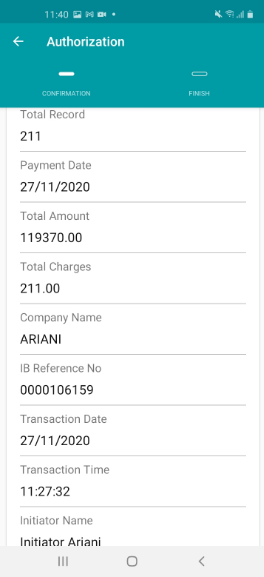 11:40
Authorization
CONFIRMATION
FINISH
Total Record
211
Payment Date
27/11/2020
Total Amount
119370.00
Total Charges
211.00
Company Name
ARIANI
IB Reference No
0000106159
Transaction Date
27/11/2020
Transaction Time
11:27:32
Initiator Name
Initiator Ariani